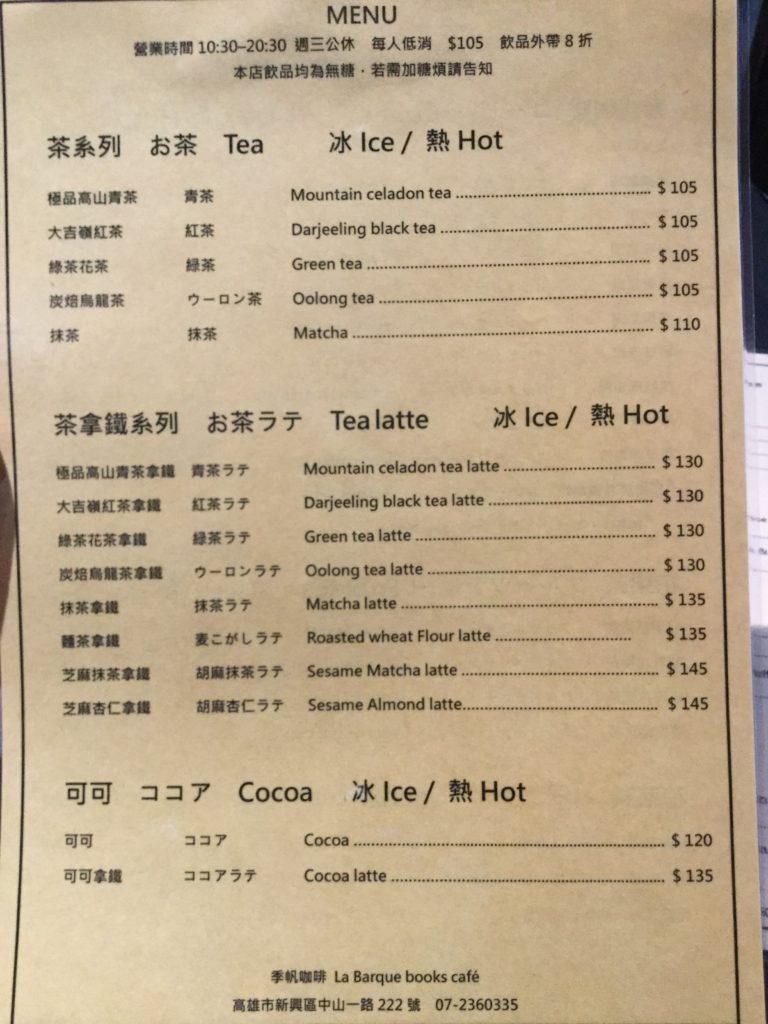 MENU
營業時間 10:30–20:30 週三公休 每人低消 $105 飲品外帶 8 折
本店飲品均為無糖，若需加糖煩請告知
茶系列 お茶 Tea 冰 Ice / 熱 Hot
極品高山青茶 青茶 Mountain celadon tea $ 105
大吉嶺紅茶 紅茶 Darjeeling black tea $ 105
綠茶花茶 緑茶 Green tea $ 105
炭焙烏龍茶 ウーロン茶 Oolong tea $ 105
抹茶 抹茶 Matcha $ 110
茶拿鐵系列 お茶ラテ Tea latte 冰 Ice / 熱 Hot
極品高山青茶拿鐵 青茶ラテ Mountain celadon tea latte $ 130
大吉嶺紅茶拿鐵 紅茶ラテ Darjeeling black tea latte $ 130
綠茶花茶拿鐵 緑茶ラテ Green tea latte $ 130
炭焙烏龍茶拿鐵 ウーロンラテ Oolong tea latte $ 130
抹茶拿鐵 抹茶ラテ Matcha latte $ 135
麵茶拿鐵 麦こがしラテ Roasted wheat Flour latte $ 135
芝麻抹茶拿鐵 胡麻抹茶ラテ Sesame Matcha latte $ 145
芝麻杏仁拿鐵 胡麻杏仁ラテ Sesame Almond latte $ 145
可可 ココア Cocoa 冰 Ice / 熱 Hot
可可 ココア Cocoa $ 120
可可拿鐵 ココアラテ Cocoa latte $ 135
季帆咖啡 La Barque books café
高雄市新興區中山一路 222 號 07-2360335